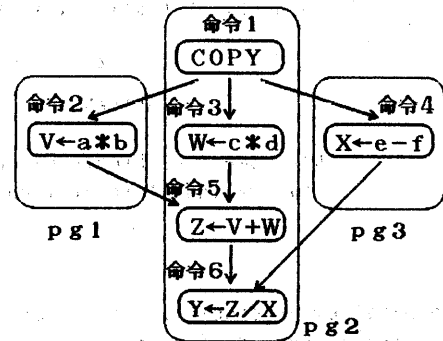 命令1
COPY
命令2
V←a*b
命令3
W←c*d
命令4
X←e-f
命令5
Z←V+W
命令6
Y←Z/X
pg1
pg3
pg2